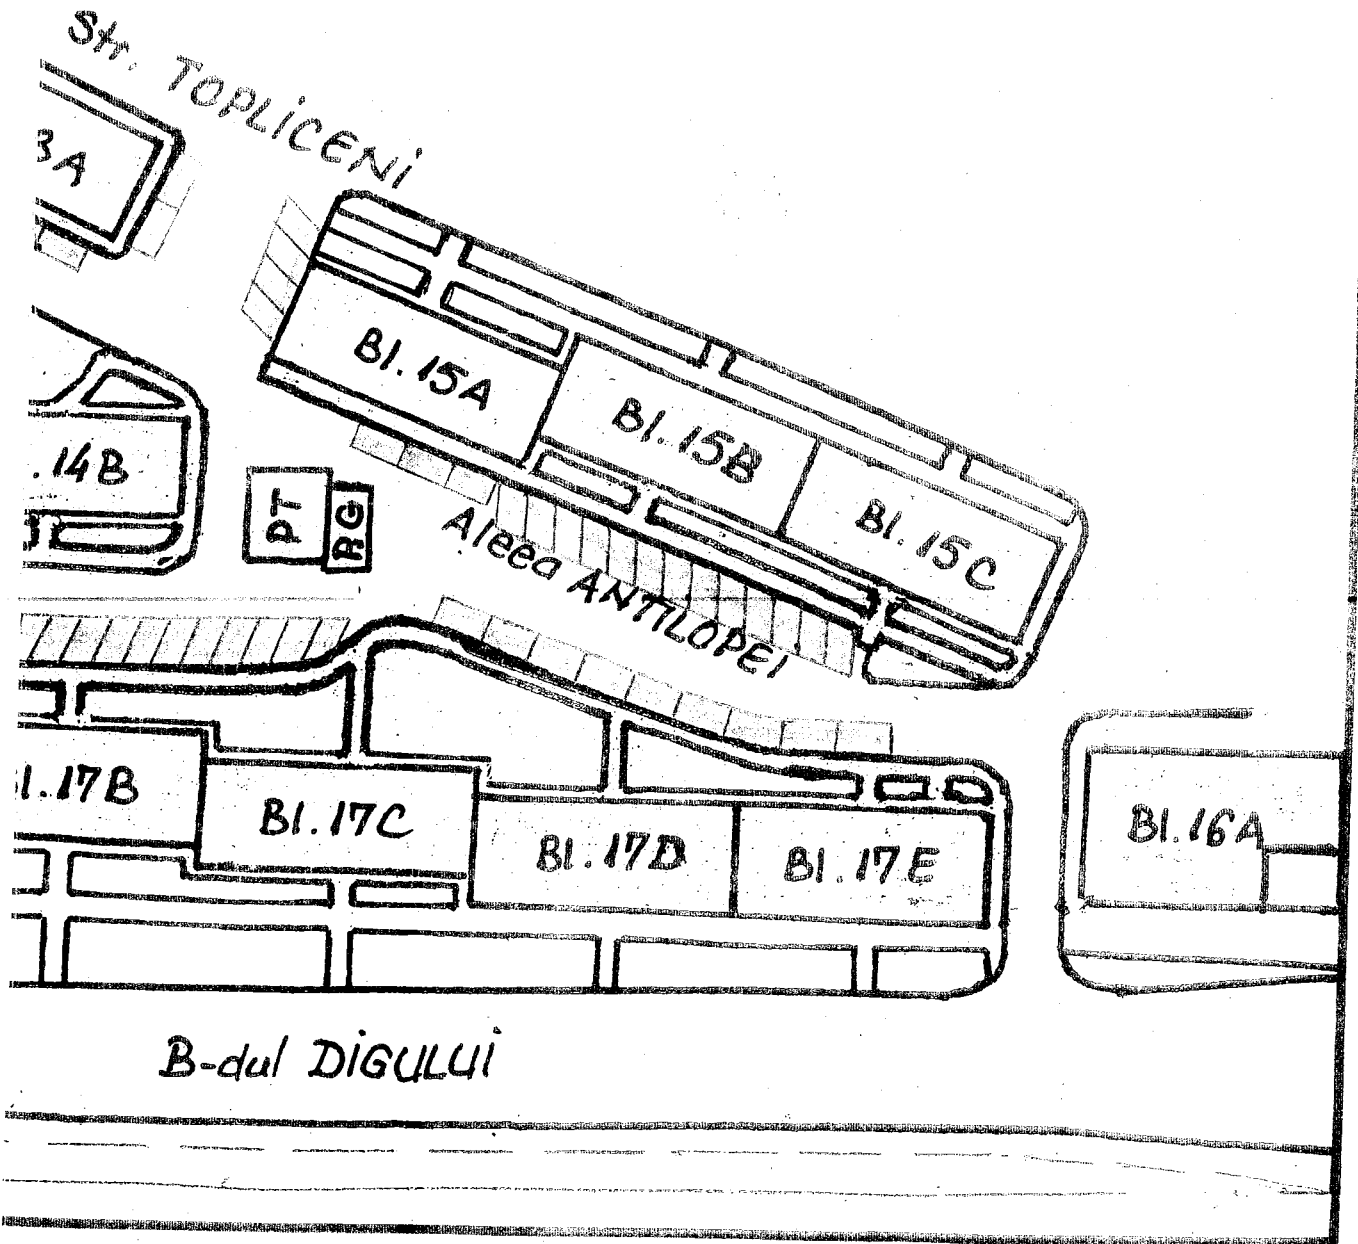 Str. TOPLICENI
3A
Bl. 15A
Bl. 15B
Bl. 15C
. 14B
PT
RG
Aleea ANTILOPEI
l. 17B
Bl. 17C
Bl. 17D
Bl. 17E
Bl. 16A
B-dul DIGULUI